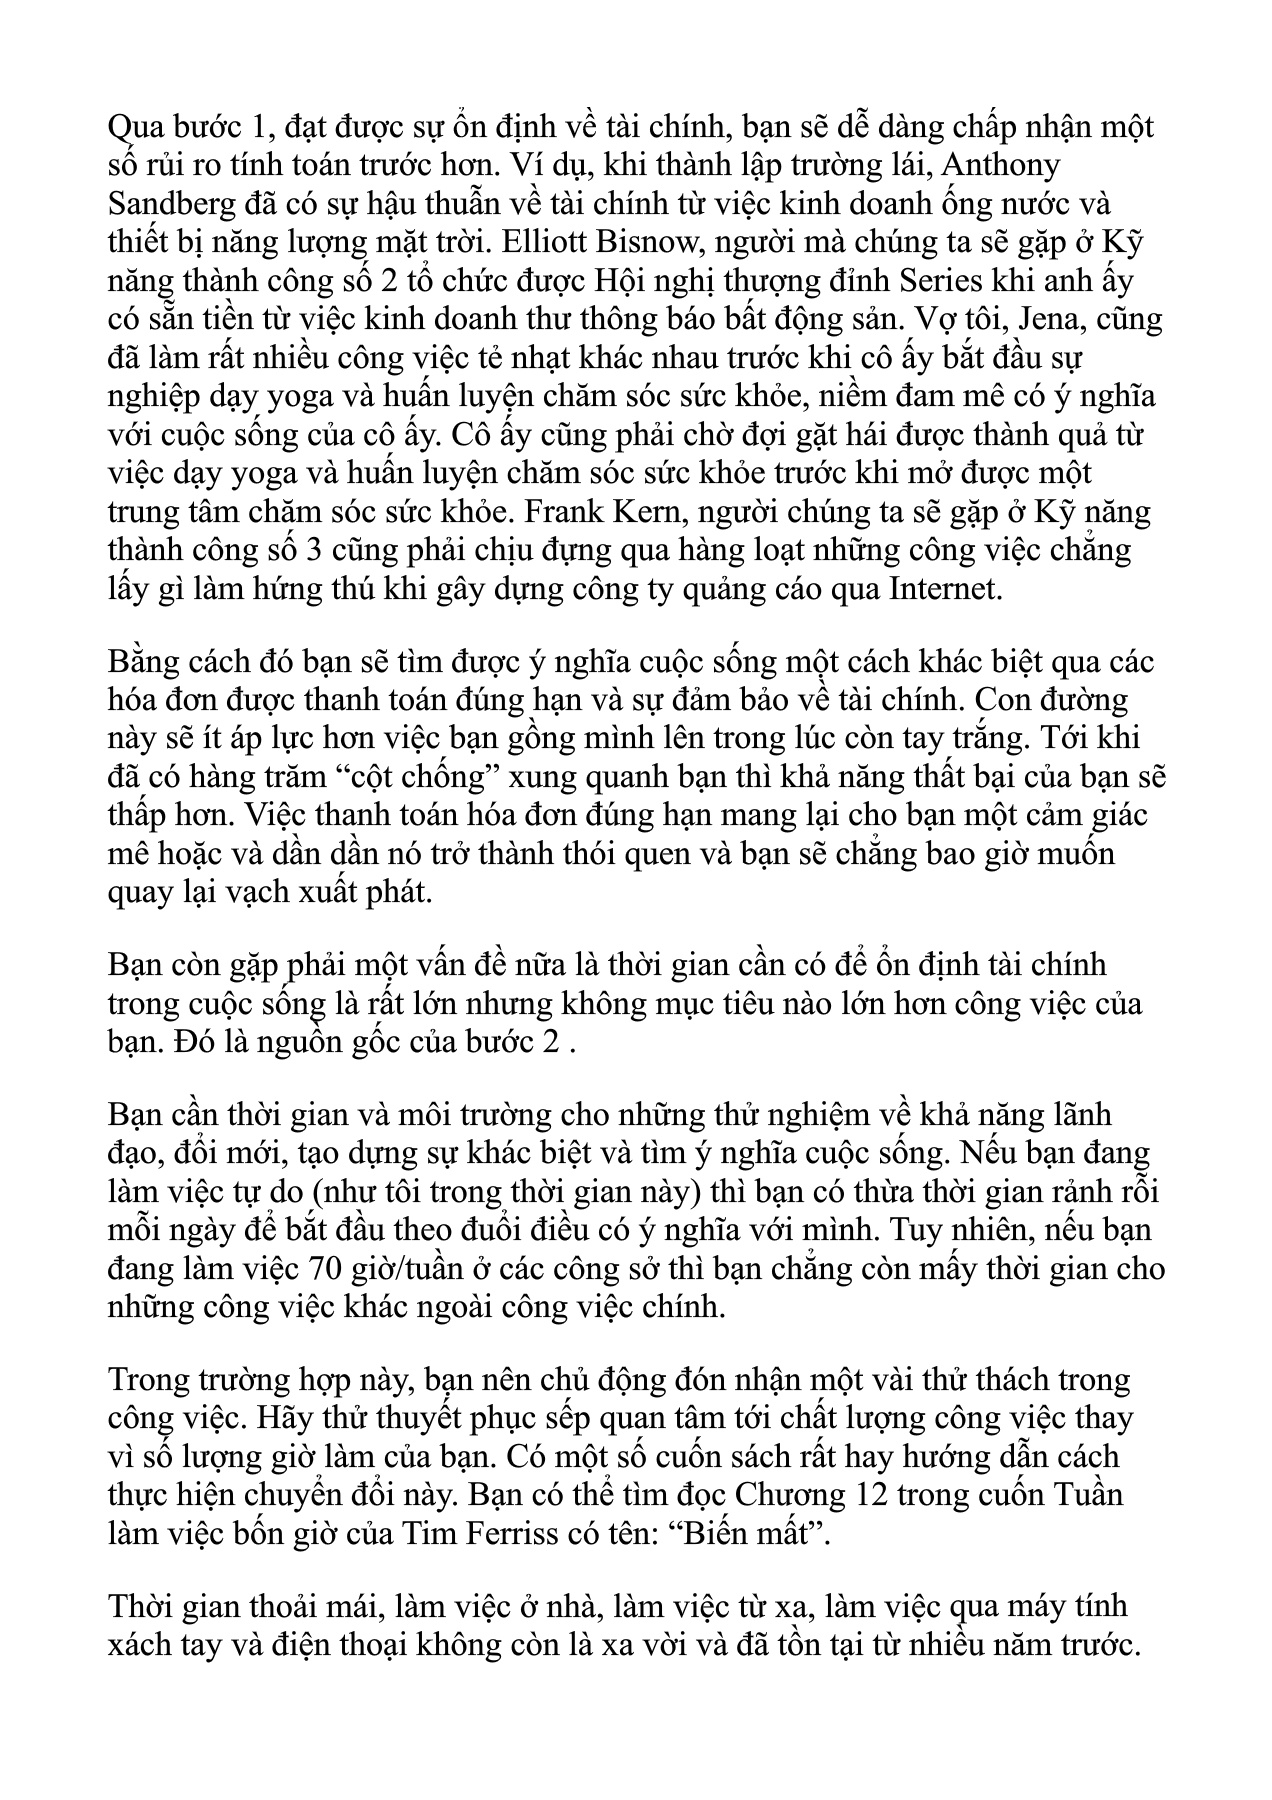 Qua bước 1, đạt được sự ổn định về tài chính, bạn sẽ dễ dàng chấp nhận một
số rủi ro tính toán trước hơn. Ví dụ, khi thành lập trường lái, Anthony
Sandberg đã có sự hậu thuẫn về tài chính từ việc kinh doanh ống nước và
thiết bị năng lượng mặt trời. Elliott Bisnow, người mà chúng ta sẽ gặp ở Kỹ
năng thành công số 2 tổ chức được Hội nghị thượng đỉnh Series khi anh ấy
có sẵn tiền từ việc kinh doanh thư thông báo bất động sản. Vợ tôi, Jena, cũng
đã làm rất nhiều công việc tẻ nhạt khác nhau trước khi cô ấy bắt đầu sự
nghiệp dạy yoga và huấn luyện chăm sóc sức khỏe, niềm đam mê có ý nghĩa
với cuộc sống của cô ấy. Cô ấy cũng phải chờ đợi gặt hái được thành quả từ
việc dạy yoga và huấn luyện chăm sóc sức khỏe trước khi mở được một
trung tâm chăm sóc sức khỏe. Frank Kern, người chúng ta sẽ gặp ở Kỹ năng
thành công số 3 cũng phải chịu đựng qua hàng loạt những công việc chẳng
lấy gì làm hứng thú khi gây dựng công ty quảng cáo qua Internet.
Bằng cách đó bạn sẽ tìm được ý nghĩa cuộc sống một cách khác biệt qua các
hóa đơn được thanh toán đúng hạn và sự đảm bảo về tài chính. Con đường
này sẽ ít áp lực hơn việc bạn gồng mình lên trong lúc còn tay trắng. Tới khi
đã có hàng trăm “cột chống” xung quanh bạn thì khả năng thất bại của bạn sẽ
thấp hơn. Việc thanh toán hóa đơn đúng hạn mang lại cho bạn một cảm giác
mê hoặc và dần dần nó trở thành thói quen và bạn sẽ chẳng bao giờ muốn
quay lại vạch xuất phát.
Bạn còn gặp phải một vấn đề nữa là thời gian cần có để ổn định tài chính
trong cuộc sống là rất lớn nhưng không mục tiêu nào lớn hơn công việc của
bạn. Đó là nguồn gốc của bước 2 .
Bạn cần thời gian và môi trường cho những thử nghiệm về khả năng lãnh
đạo, đổi mới, tạo dựng sự khác biệt và tìm ý nghĩa cuộc sống. Nếu bạn đang
làm việc tự do (như tôi trong thời gian này) thì bạn có thừa thời gian rảnh rỗi
mỗi ngày để bắt đầu theo đuổi điều có ý nghĩa với mình. Tuy nhiên, nếu bạn
đang làm việc 70 giờ/tuần ở các công sở thì bạn chẳng còn mấy thời gian cho
những công việc khác ngoài công việc chính.
Trong trường hợp này, bạn nên chủ động đón nhận một vài thử thách trong
công việc. Hãy thử thuyết phục sếp quan tâm tới chất lượng công việc thay
vì số lượng giờ làm của bạn. Có một số cuốn sách rất hay hướng dẫn cách
thực hiện chuyển đổi này. Bạn có thể tìm đọc Chương 12 trong cuốn Tuần
làm việc bốn giờ của Tim Ferriss có tên: “Biến mất”.
Thời gian thoải mái, làm việc ở nhà, làm việc từ xa, làm việc qua máy tính
xách tay và điện thoại không còn là xa vời và đã tồn tại từ nhiều năm trước.